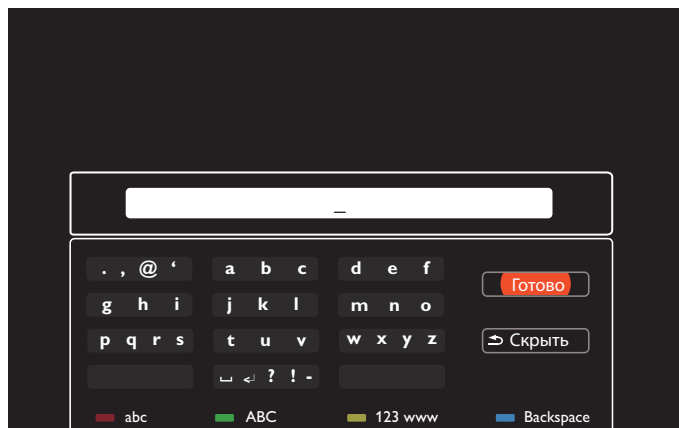 _
. , @ ‘ a b c d e f Готово
g h i j k l m n o
p q r s t u v w x y z Скрыть
␣ ↵ ? ! -
abc ABC 123 www Backspace